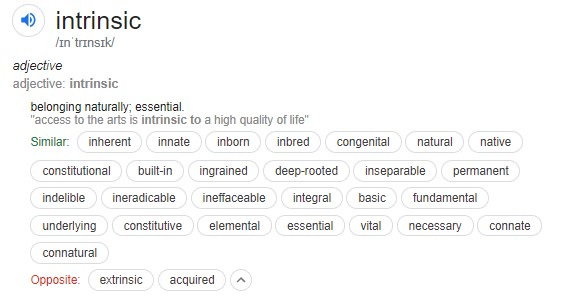 intrinsic
/ɪnˈtrɪnsɪk/
adjective
adjective: intrinsic
belonging naturally; essential.
"access to the arts is intrinsic to a high quality of life"
Similar: inherent innate inborn inbred congenital natural native
constitutional built-in ingrained deep-rooted inseparable permanent
indelible ineradicable ineffaceable integral basic fundamental
underlying constitutive elemental essential vital necessary connate
connatural
Opposite: extrinsic acquired